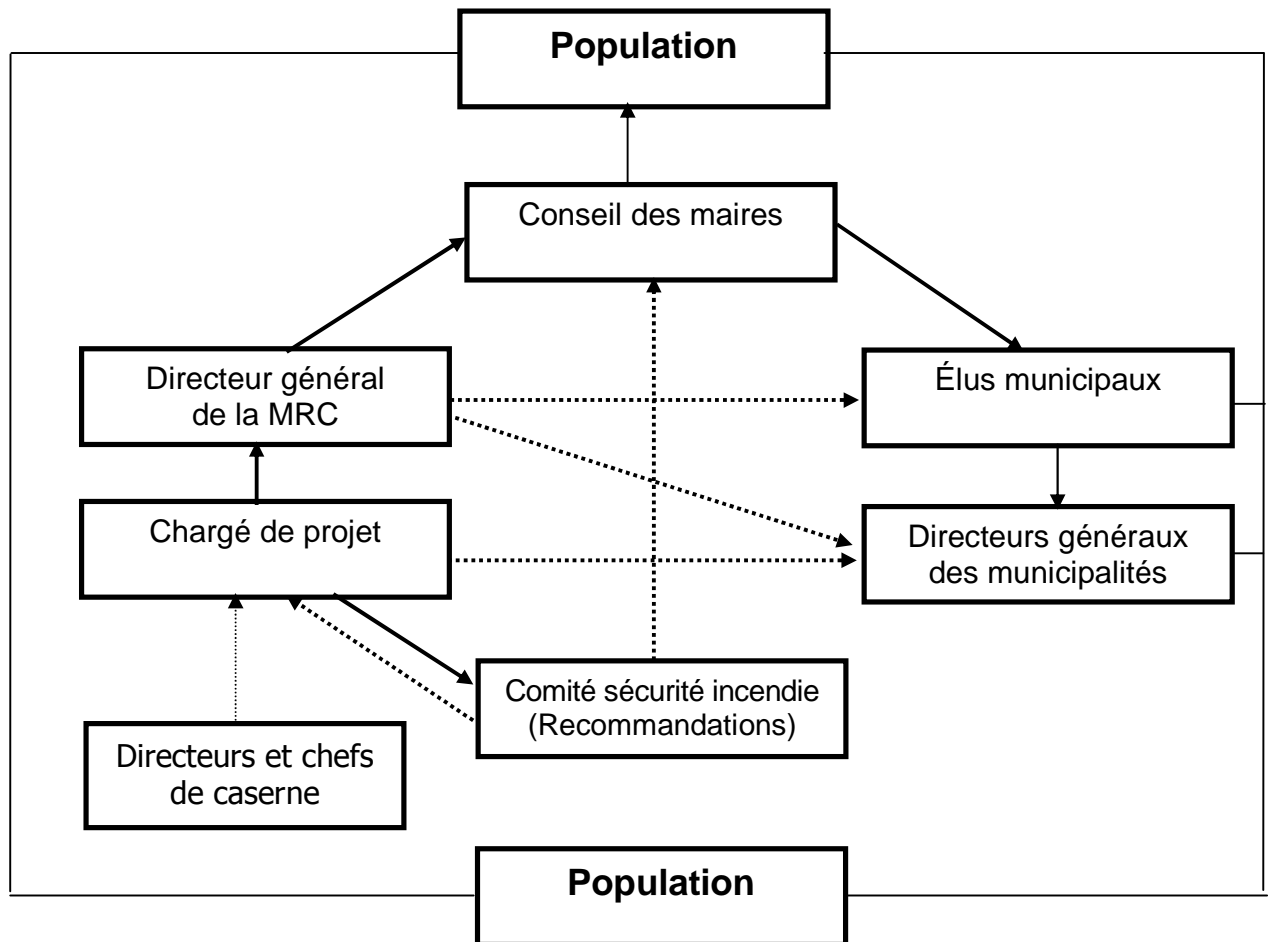 Population
Conseil des maires
Directeur général
de la MRC
Élus municipaux
Chargé de projet
Directeurs généraux
des municipalités
Comité sécurité incendie
(Recommandations)
Directeurs et chefs
de caserne
Population